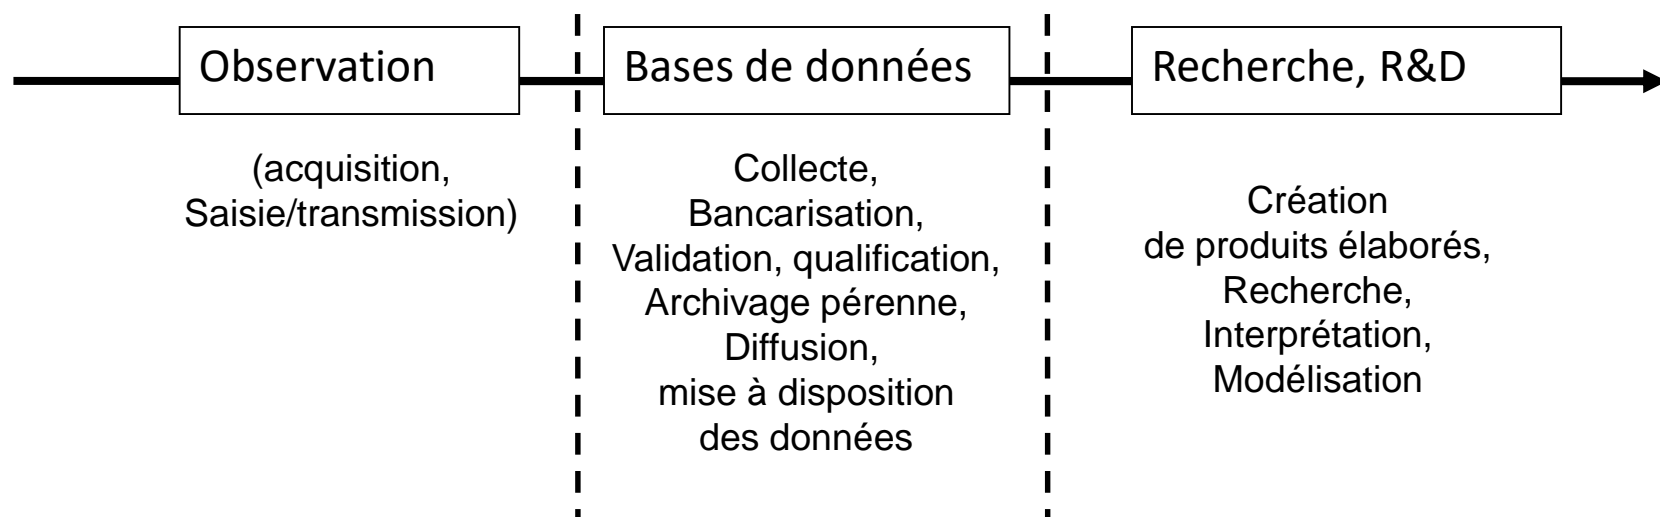 Observation
(acquisition,
Saisie/transmission)
Bases de données
Collecte,
Bancarisation,
Validation, qualification,
Archivage pérenne,
Diffusion,
mise à disposition
des données
Recherche, R&D
Création
de produits élaborés,
Recherche,
Interprétation,
Modélisation